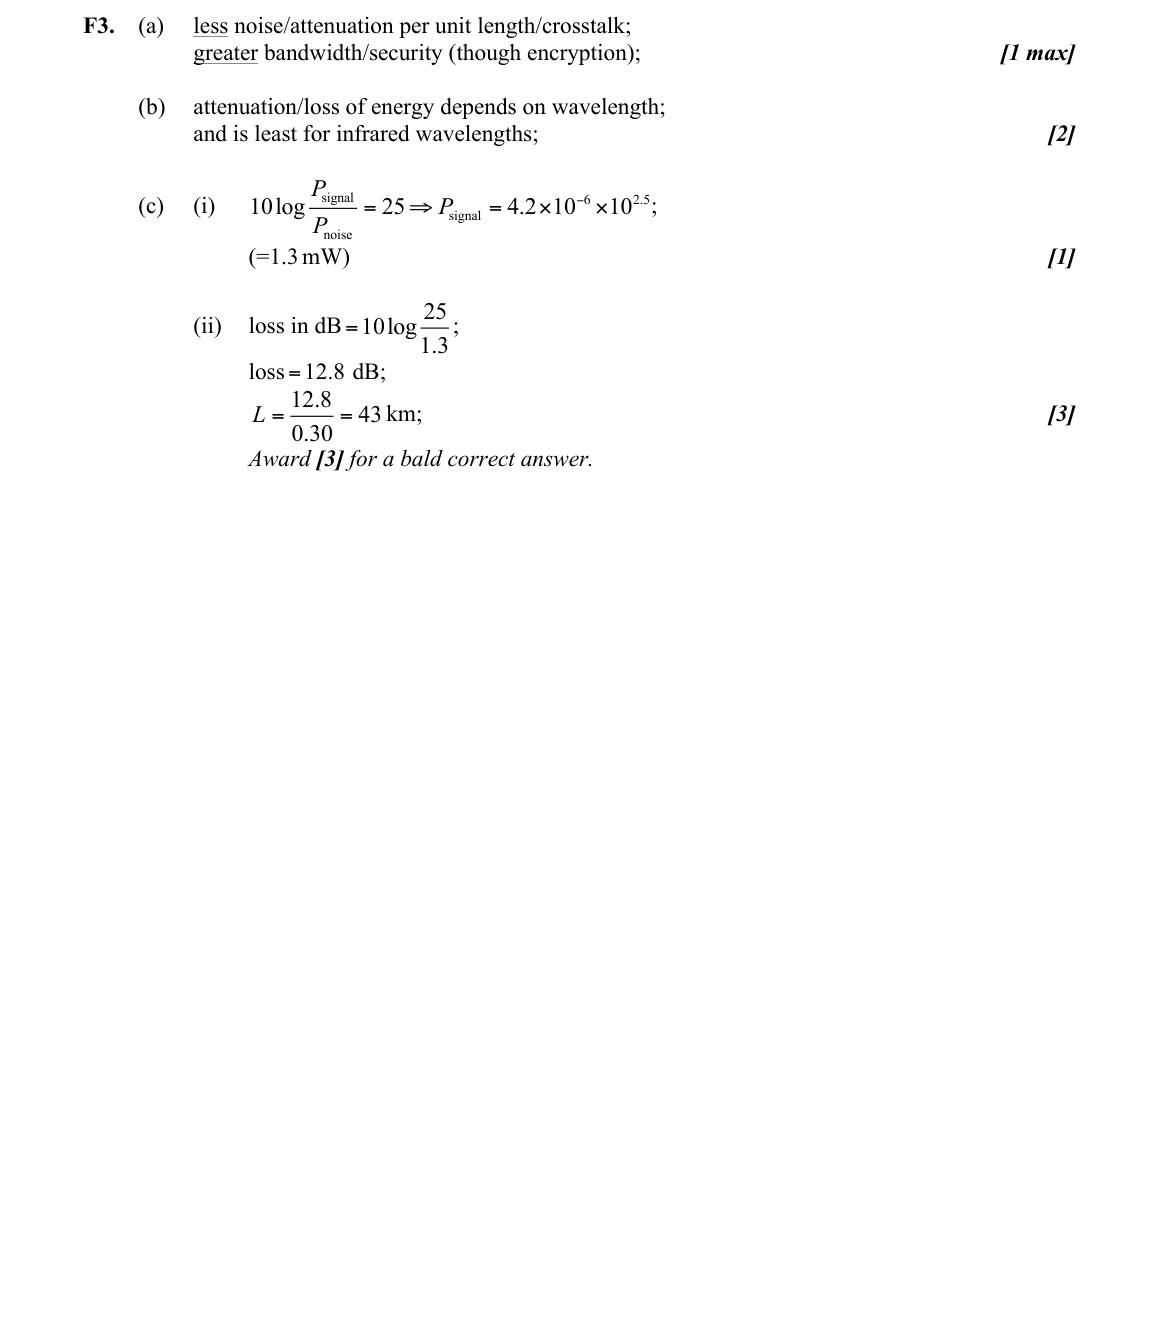 F3. (a) less noise/attenuation per unit length/crosstalk;
greater bandwidth/security (though encryption); [1 max]
(b) attenuation/loss of energy depends on wavelength;
and is least for infrared wavelengths; [2]
(c) (i) 10 log P_signal/P_noise = 25 ⇒ P_signal = 4.2×10⁻⁶ ×10^2.5;
(=1.3 mW) [1]
(ii) loss in dB = 10 log 25/1.3;
loss = 12.8 dB;
L = 12.8/0.30 = 43 km; [3]
Award [3] for a bald correct answer.